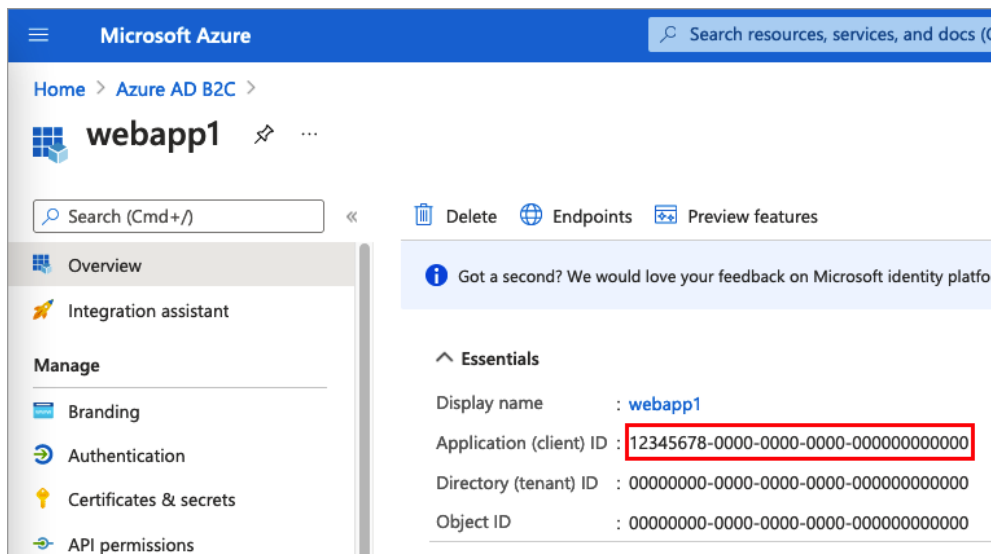 Microsoft Azure
Search resources, services, and docs (
Home > Azure AD B2C >
webapp1
Search (Cmd+/)
«
Delete
Endpoints
Preview features
Overview
Got a second? We would love your feedback on Microsoft identity platfo
Integration assistant
Manage
Essentials
Display name : webapp1
Branding
Application (client) ID : 12345678-0000-0000-0000-000000000000
Authentication
Directory (tenant) ID : 00000000-0000-0000-0000-000000000000
Certificates & secrets
Object ID : 00000000-0000-0000-0000-000000000000
API permissions